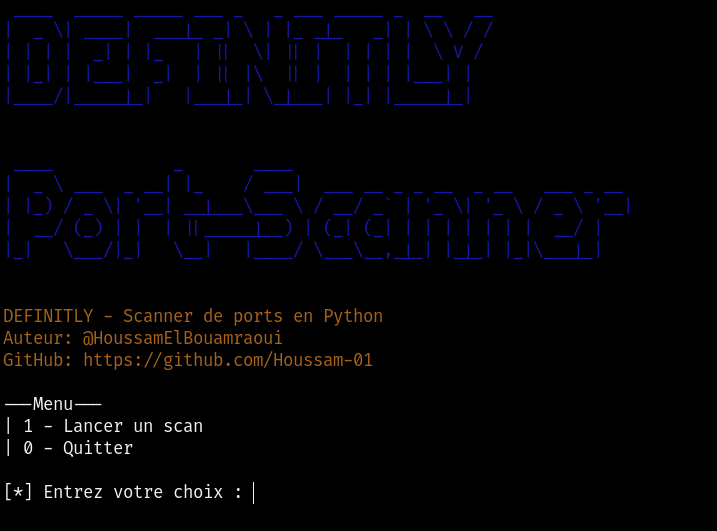 DEFINITLY
Port Scanner
DEFINITLY - Scanner de ports en Python
Auteur: @HoussamElBouamraoui
GitHub: https://github.com/Houssam-01
---Menu---
| 1 - Lancer un scan
| 0 - Quitter
[*] Entrez votre choix :